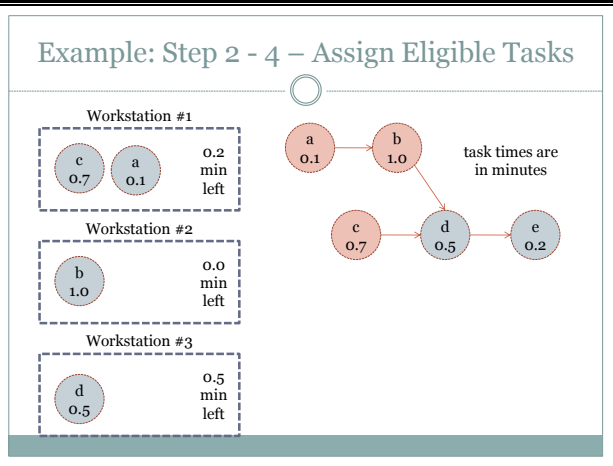 Example: Step 2 - 4 – Assign Eligible Tasks
Workstation #1
c
0.7
a
0.1
0.2
min
left
Workstation #2
b
1.0
0.0
min
left
Workstation #3
d
0.5
0.5
min
left
a
0.1
b
1.0
task times are
in minutes
c
0.7
d
0.5
e
0.2